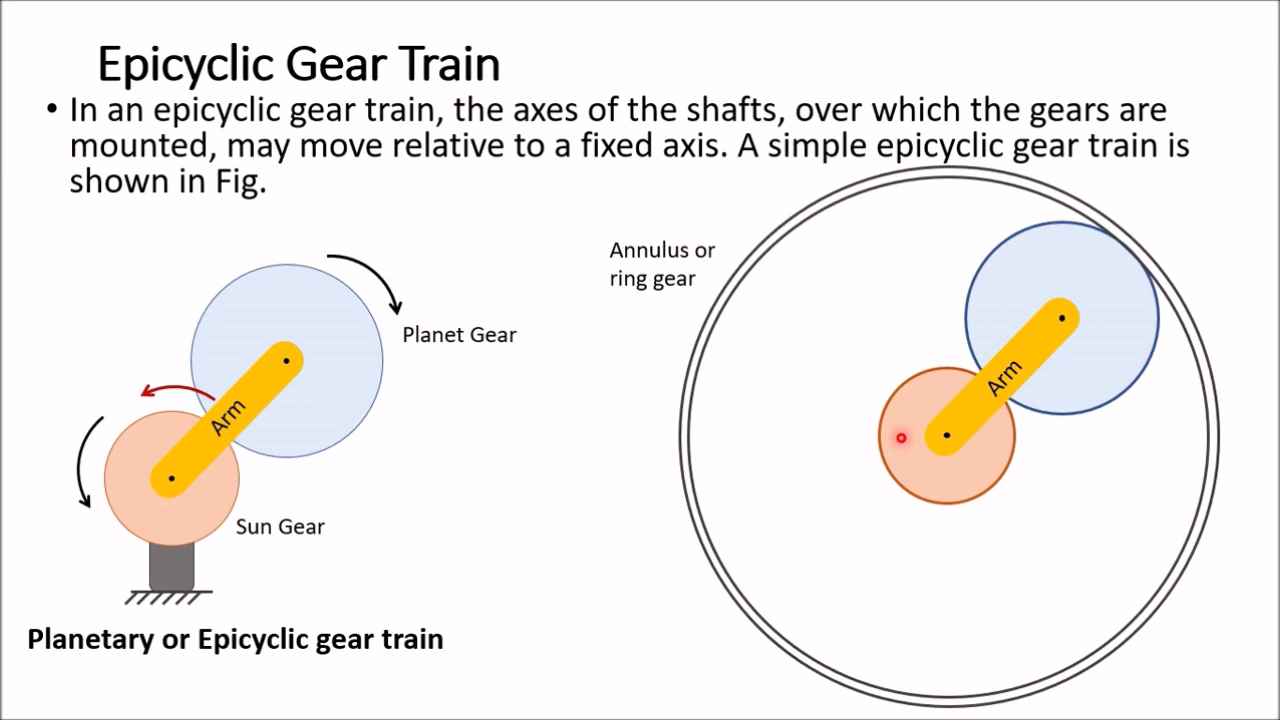 Epicyclic Gear Train
• In an epicyclic gear train, the axes of the shafts, over which the gears are
mounted, may move relative to a fixed axis. A simple epicyclic gear train is
shown in Fig.
Planet Gear
Arm
Sun Gear
Planetary or Epicyclic gear train
Annulus or
ring gear
Arm